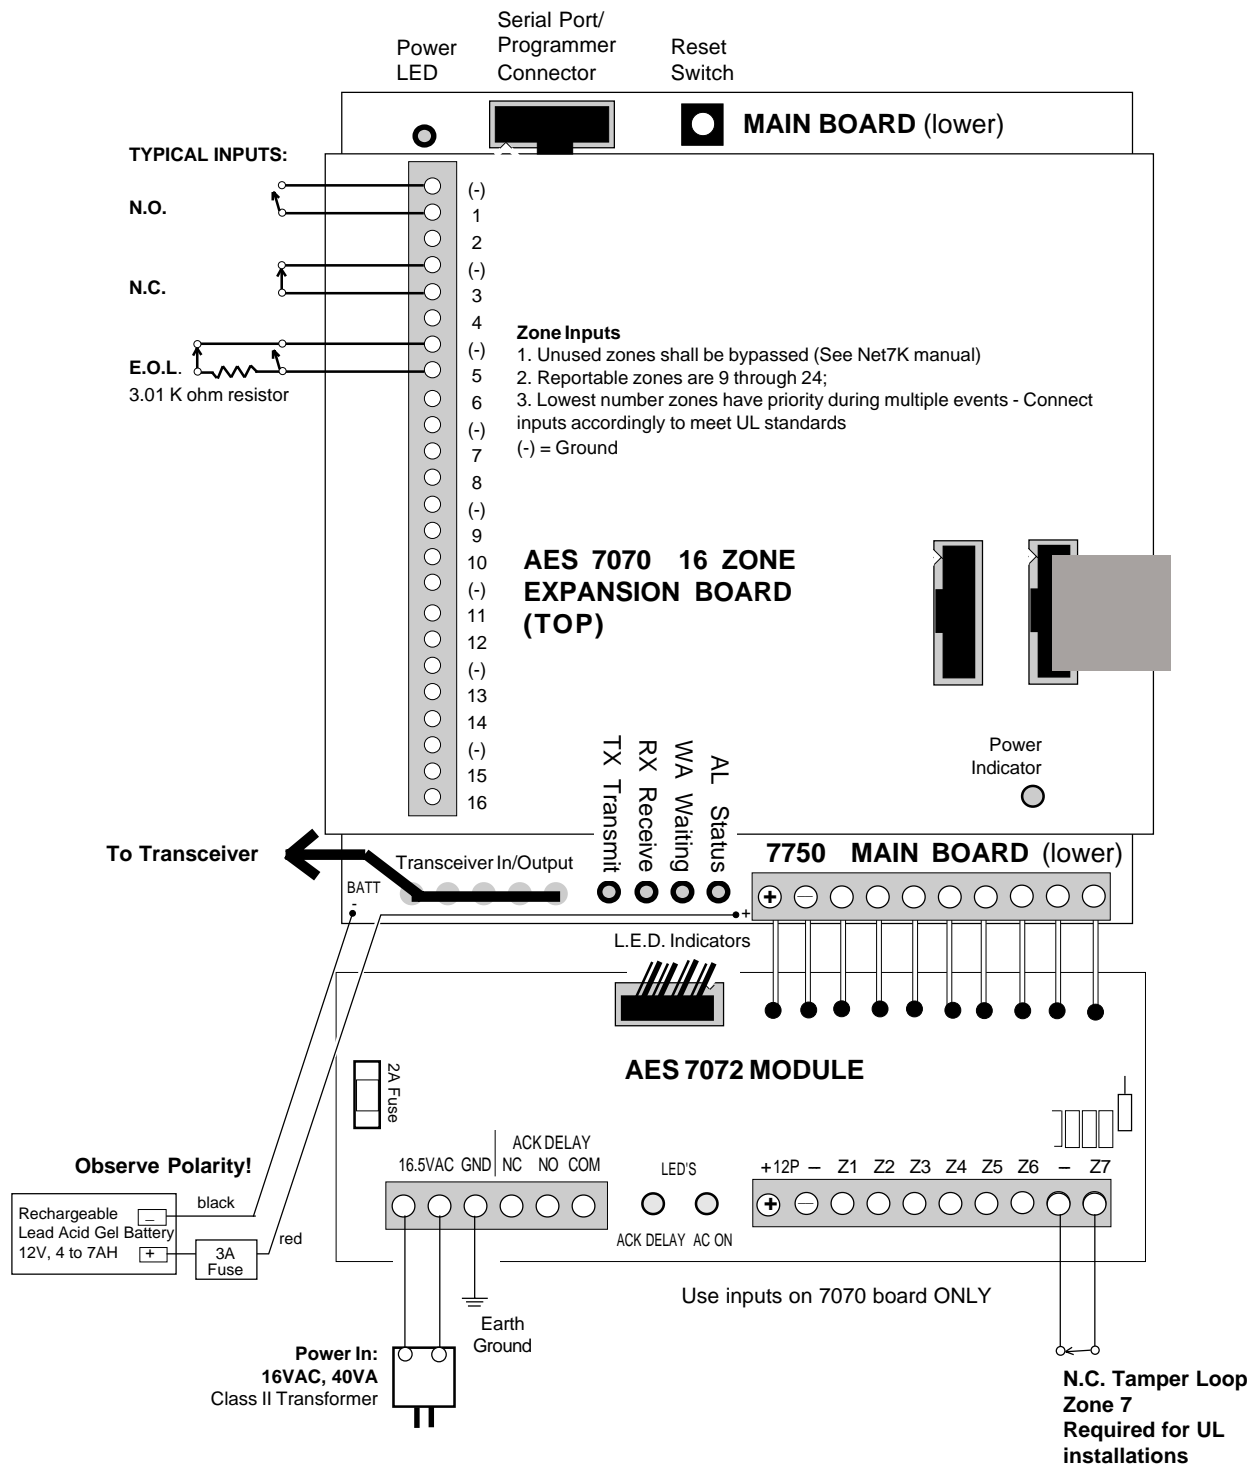 Serial Port/
Programmer
Connector
Power
LED
Reset
Switch
MAIN BOARD (lower)
TYPICAL INPUTS:
N.O.
N.C.
E.O.L.
3.01 K ohm resistor
(-)
1
2
(-)
3
4
(-)
5
6
(-)
7
8
(-)
9
10
(-)
11
12
(-)
13
14
(-)
15
16
Zone Inputs
1. Unused zones shall be bypassed (See Net7K manual)
2. Reportable zones are 9 through 24;
3. Lowest number zones have priority during multiple events - Connect
inputs accordingly to meet UL standards
(-) = Ground
AES 7070 16 ZONE
EXPANSION BOARD
(TOP)
Power
Indicator
TX Transmit
RX Receive
WA Waiting
AL Status
To Transceiver
Transceiver In/Output
7750 MAIN BOARD (lower)
BATT
-
+
+ −
L.E.D. Indicators
AES 7072 MODULE
2A Fuse
Observe Polarity!
ACK DELAY
16.5VAC GND NC NO COM
LED'S
+12P − Z1 Z2 Z3 Z4 Z5 Z6 − Z7
+ −
ACK DELAY AC ON
black
red
Rechargeable −
Lead Acid Gel Battery
12V, 4 to 7AH +
3A
Fuse
Use inputs on 7070 board ONLY
Earth
Ground
Power In:
16VAC, 40VA
Class II Transformer
N.C. Tamper Loop
Zone 7
Required for UL
installations